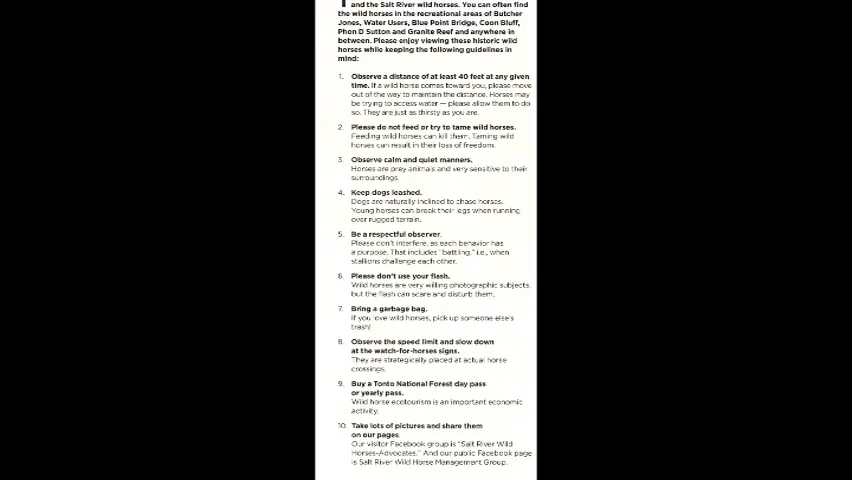 and the Salt River wild horses. You can often find
the wild horses in the recreational areas of Butcher
Jones, Water Users, Blue Point Bridge, Coon Bluff,
Phon D Sutton and Granite Reef and anywhere in
between. Please enjoy viewing these historic wild
horses while keeping the following guidelines in
mind:
1. Observe a distance of at least 40 feet at any given
time. If a wild horse comes toward you, please move
out of the way to maintain the distance. Horses may
be trying to access water — please allow them to do
so. They are just as thirsty as you are.
2. Please do not feed or try to tame wild horses.
Feeding wild horses can kill them. Taming wild
horses can result in their loss of freedom.
3. Observe calm and quiet manners.
Horses are prey animals and very sensitive to their
surroundings.
4. Keep dogs leashed.
Dogs are naturally inclined to chase horses.
Young horses can break their legs when running
over rugged terrain.
5. Be a respectful observer.
Please don't interfere, as each behavior has
a purpose. That includes "battling," i.e., when
stallions challenge each other.
6. Please don't use your flash.
Wild horses are very willing photographic subjects,
but the flash can scare and disturb them.
7. Bring a garbage bag.
If you love wild horses, pick up someone else's
trash!
8. Observe the speed limit and slow down
at the watch-for-horses signs.
They are strategically placed at actual horse
crossings.
9. Buy a Tonto National Forest day pass
or yearly pass.
Wild horse ecotourism is an important economic
activity.
10. Take lots of pictures and share them
on our pages.
Our visitor Facebook group is "Salt River Wild
Horses-Advocates." And our public Facebook page
is Salt River Wild Horse Management Group.